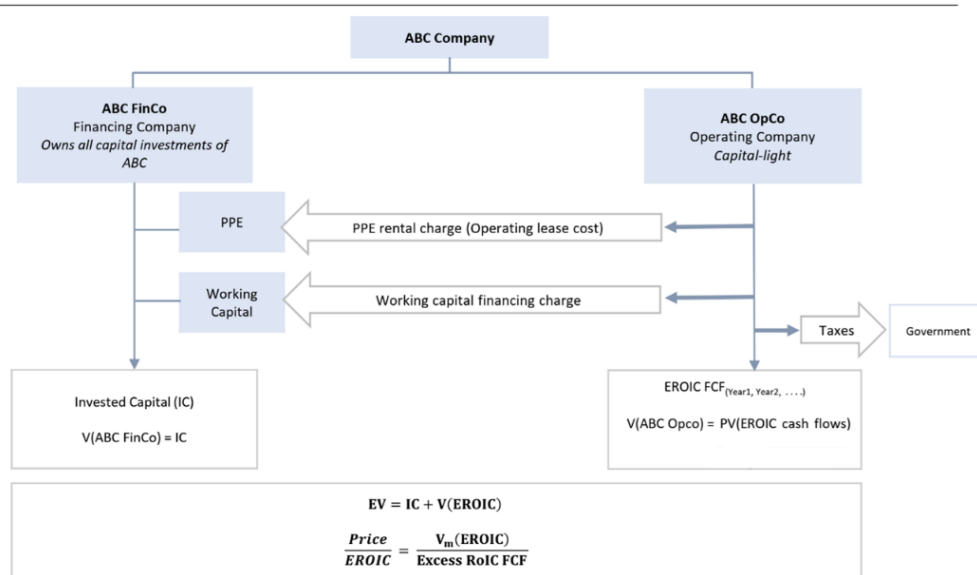 ABC Company
ABC FinCo
Financing Company
Owns all capital investments of
ABC
ABC OpCo
Operating Company
Capital-light
PPE
PPE rental charge (Operating lease cost)
Working
Capital
Working capital financing charge
Taxes
Government
Invested Capital (IC)
V(ABC FinCo) = IC
EROIC FCF(Year1, Year2, ....)
V(ABC Opco) = PV(EROIC cash flows)
EV = IC + V(EROIC)
Price/EROIC = Vm(EROIC)/Excess RoIC FCF